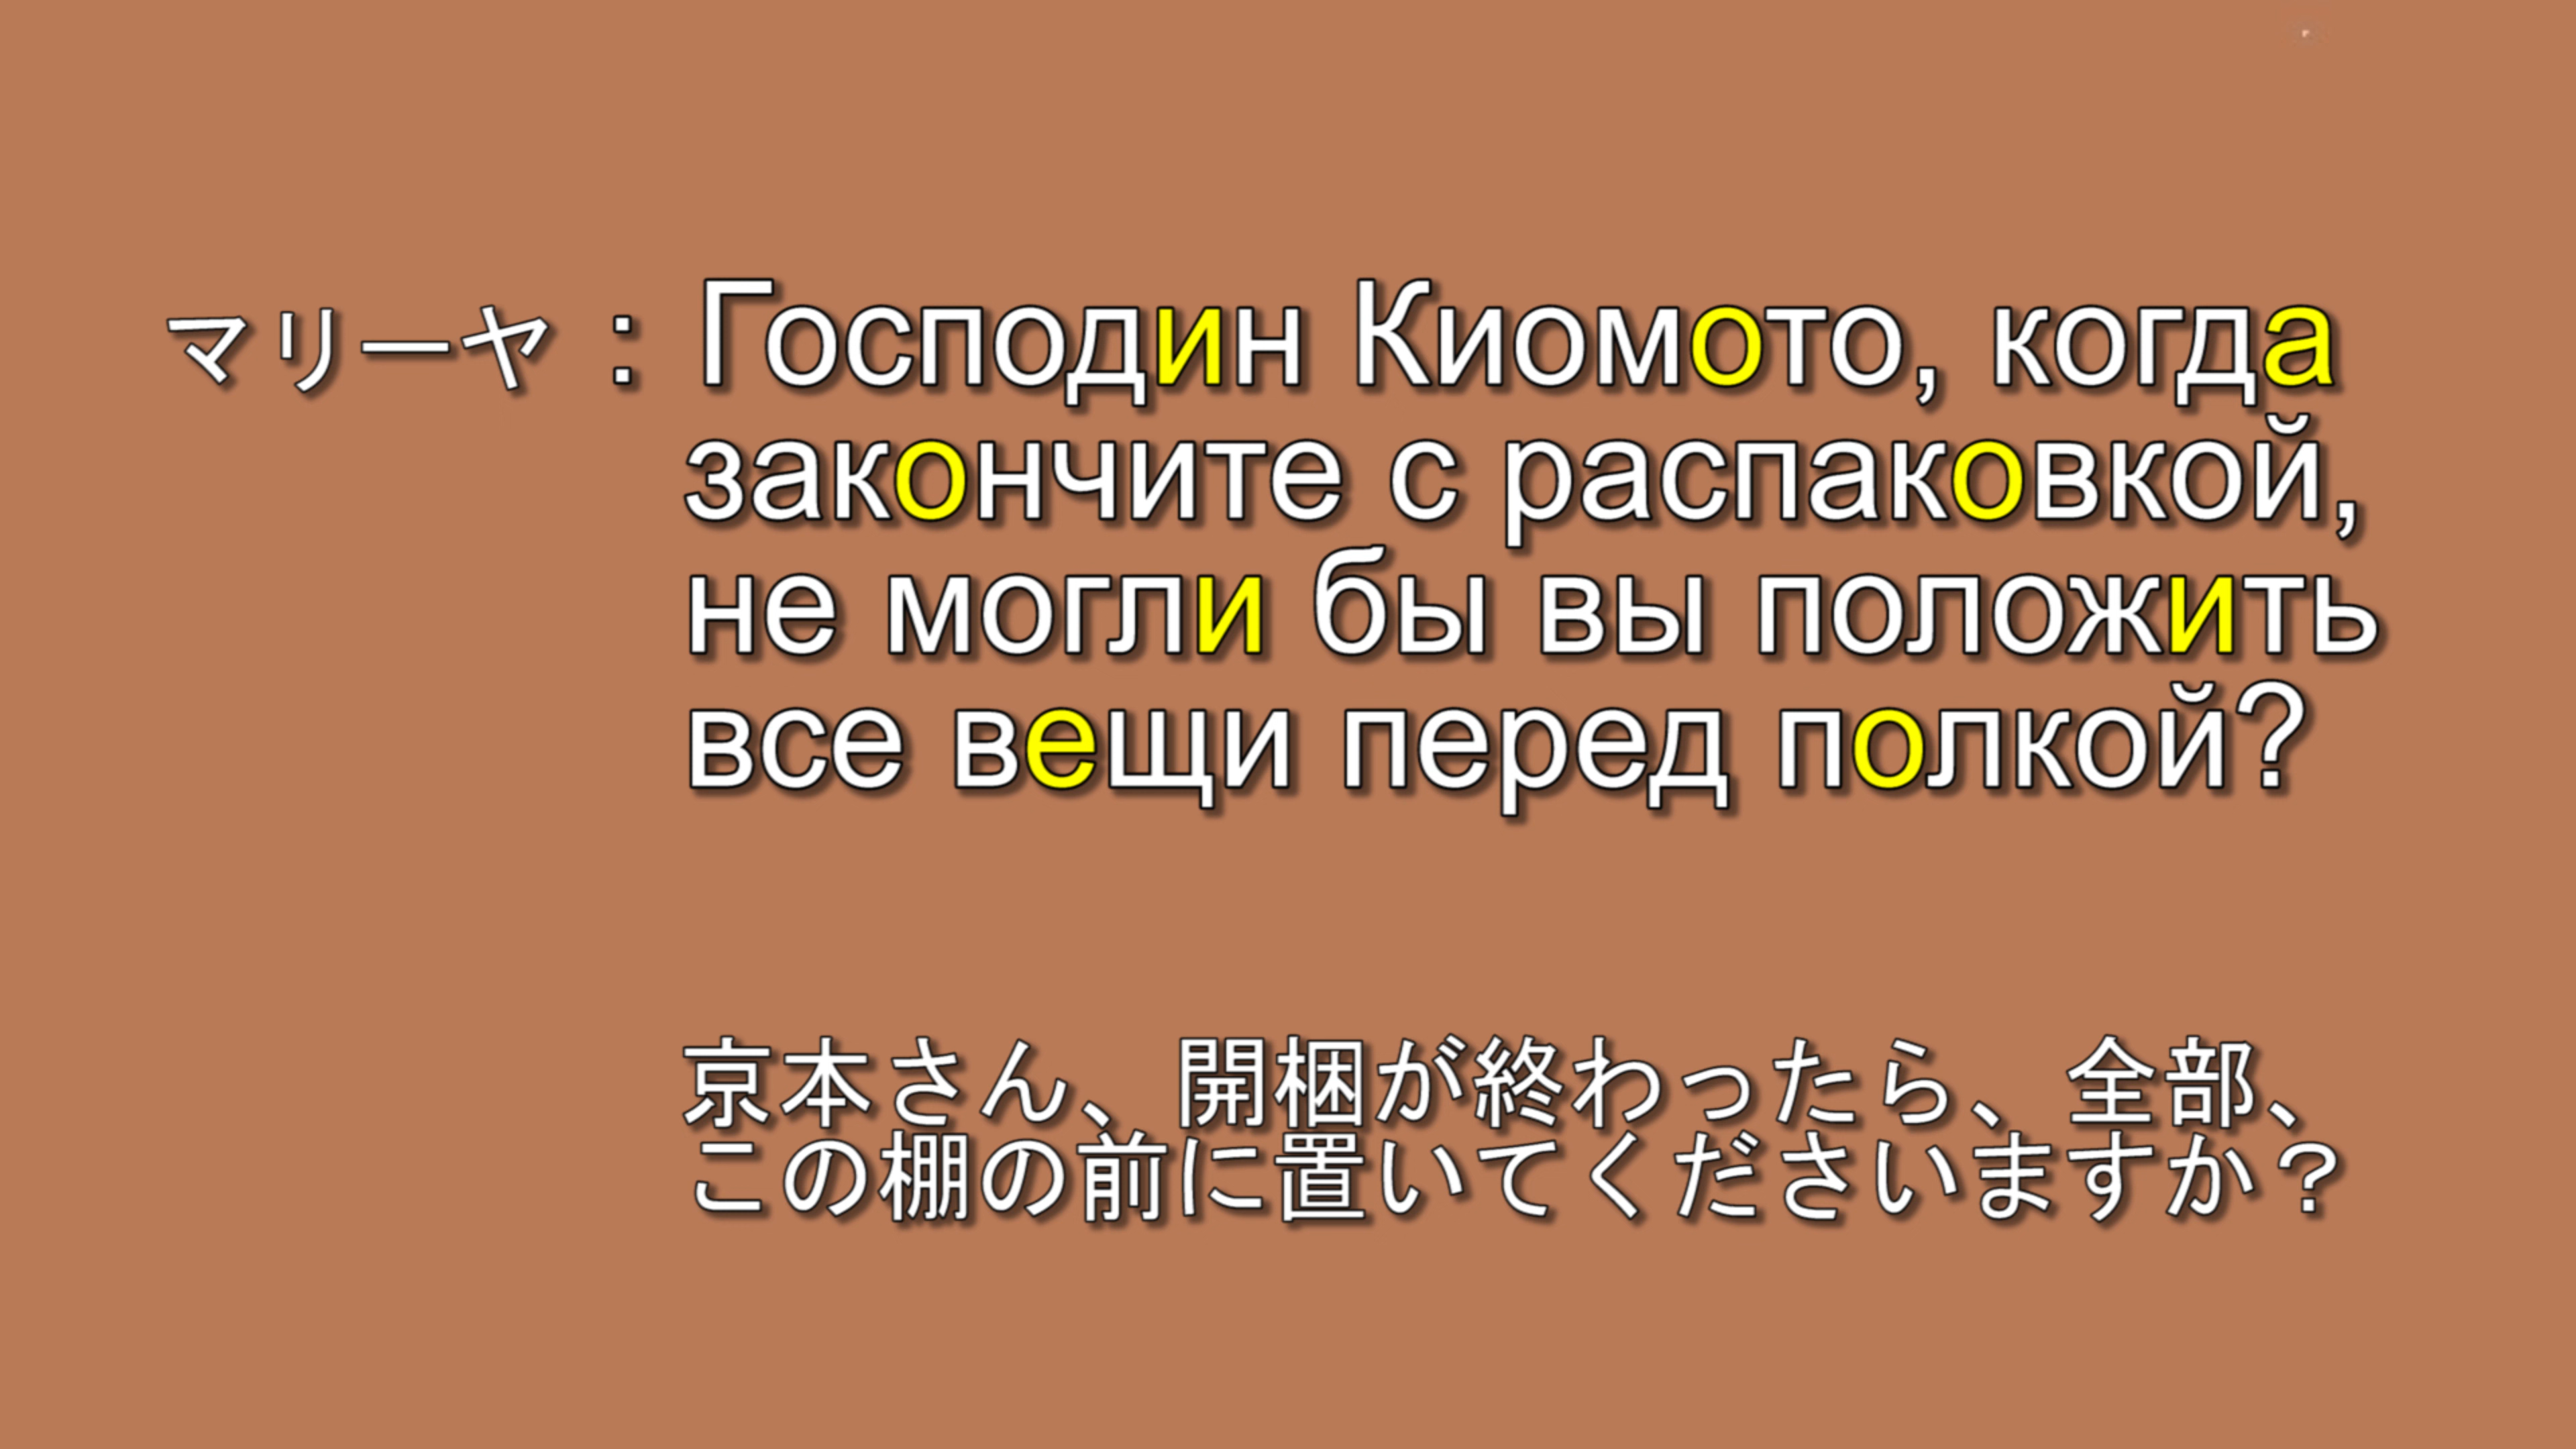 マリーヤ：Господин Киомото, когда
закончите с распаковкой,
не могли бы вы положить
все вещи перед полкой?
京本さん、開梱が終わったら、全部、
この棚の前に置いてくださいますか？